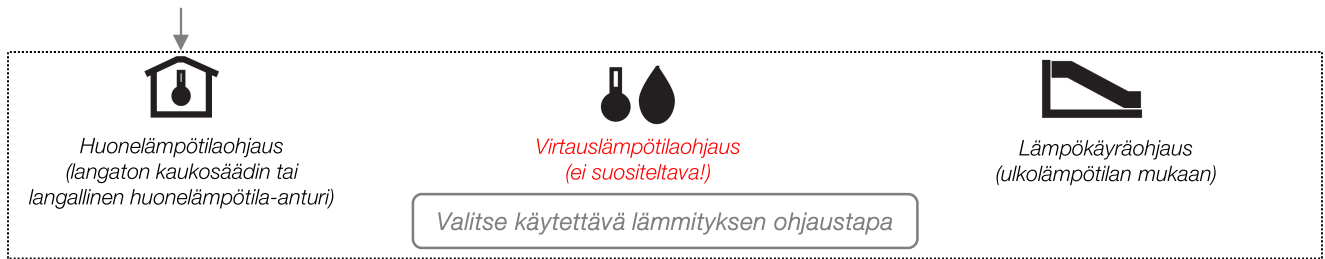 Huonelämpötilaohjaus
(langaton kaukosäädin tai
langallinen huonelämpötila-anturi)
Virtauslämpötilaohjaus
(ei suositeltava!)
Lämpökäyräohjaus
(ulkolämpötilan mukaan)
Valitse käytettävä lämmityksen ohjaustapa